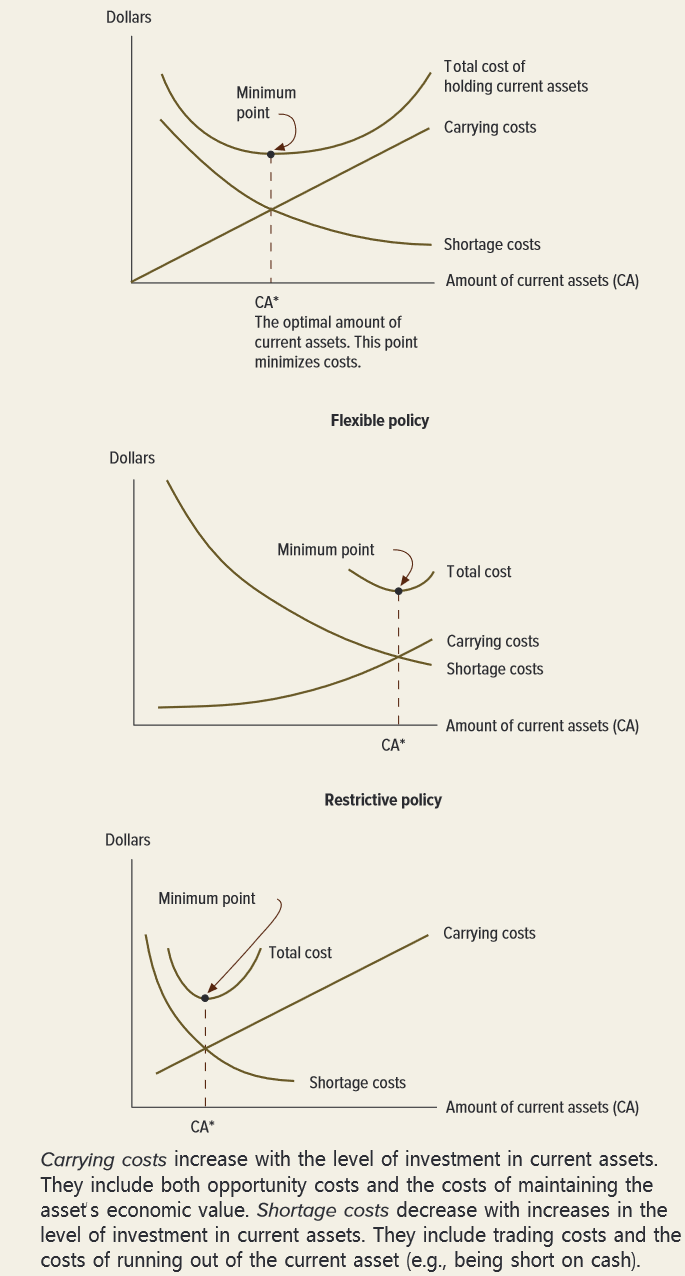 Dollars
Total cost of
holding current assets
Minimum
point
Carrying costs
Shortage costs
Amount of current assets (CA)
CA*
The optimal amount of
current assets. This point
minimizes costs.
Flexible policy
Dollars
Minimum point
Total cost
Carrying costs
Shortage costs
Amount of current assets (CA)
CA*
Restrictive policy
Dollars
Minimum point
Carrying costs
Total cost
Shortage costs
Amount of current assets (CA)
CA*
Carrying costs increase with the level of investment in current assets.
They include both opportunity costs and the costs of maintaining the
asset's economic value. Shortage costs decrease with increases in the
level of investment in current assets. They include trading costs and the
costs of running out of the current asset (e.g., being short on cash).